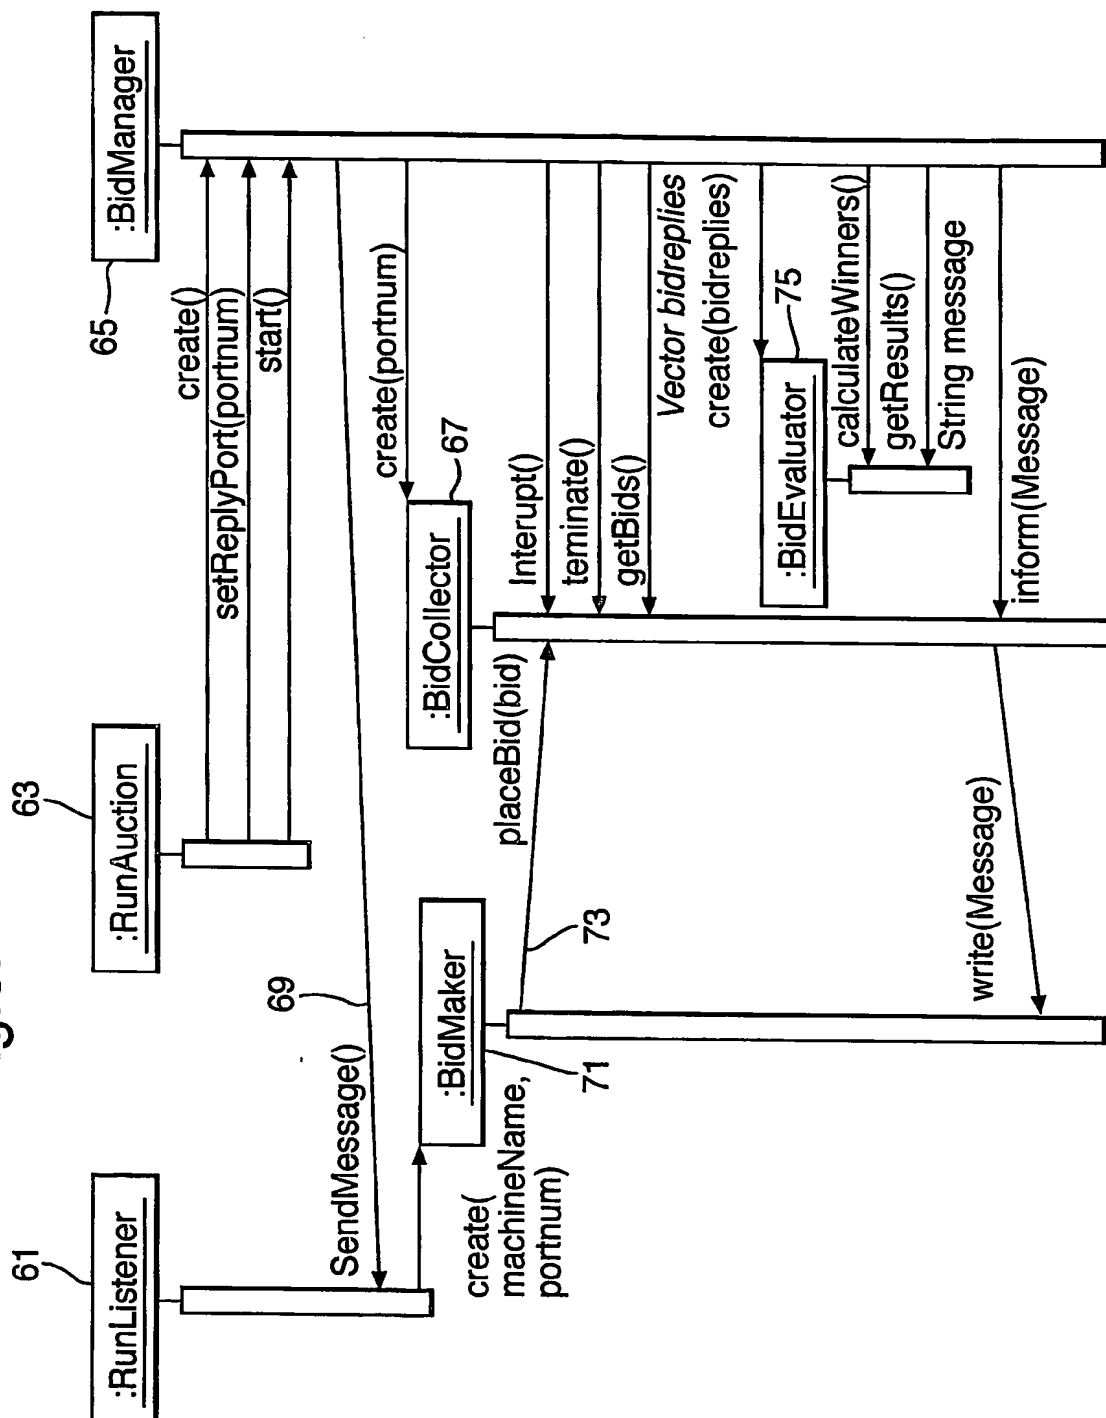 61
63
65
:RunListener
:RunAuction
:BidManager
create()
setReplyPort(portnum)
start()
69
SendMessage()
create(portnum)
67
:BidMaker
:BidCollector
71
create(
machineName,
portnum)
73
placeBid(bid)
Interupt()
teminate()
getBids()
Vector bidreplies
create(bidreplies)
75
:BidEvaluator
calculateWinners()
getResults()
String message
inform(Message)
write(Message)